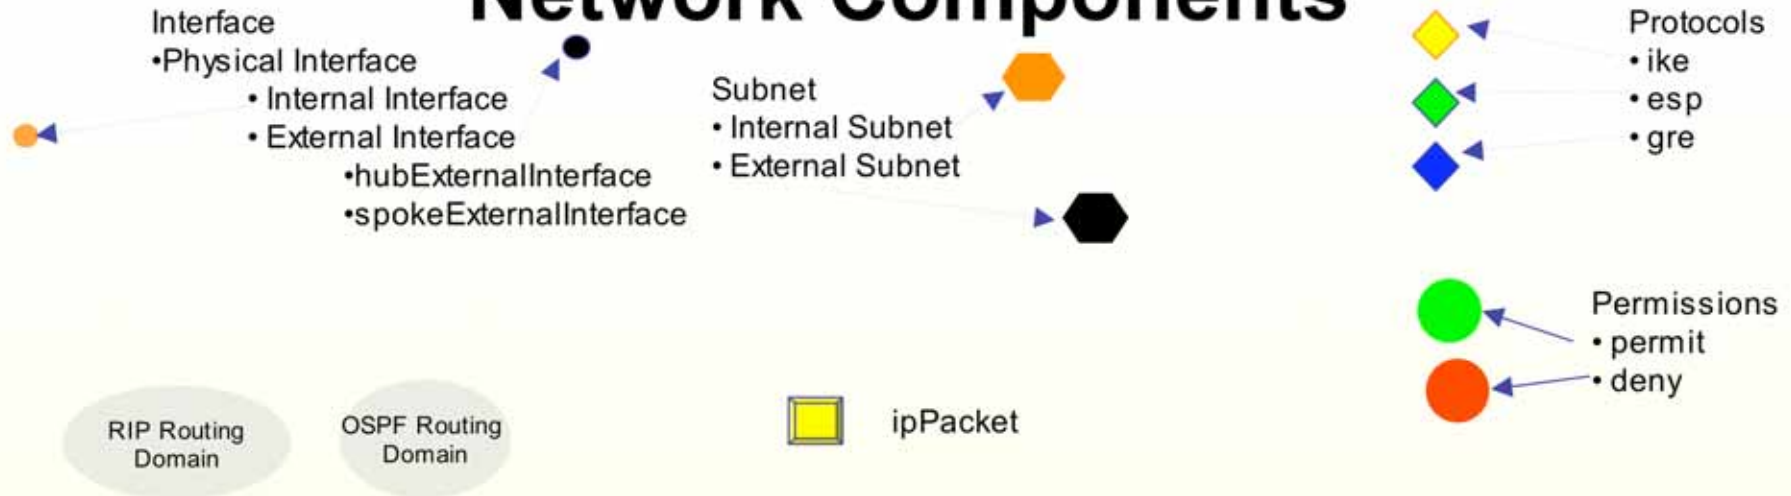 Network Components
Interface
•Physical Interface
• Internal Interface
• External Interface
•hubExternalInterface
•spokeExternalInterface
Subnet
• Internal Subnet
• External Subnet
Protocols
• ike
• esp
• gre
Permissions
• permit
• deny
RIP Routing
Domain
OSPF Routing
Domain
ipPacket